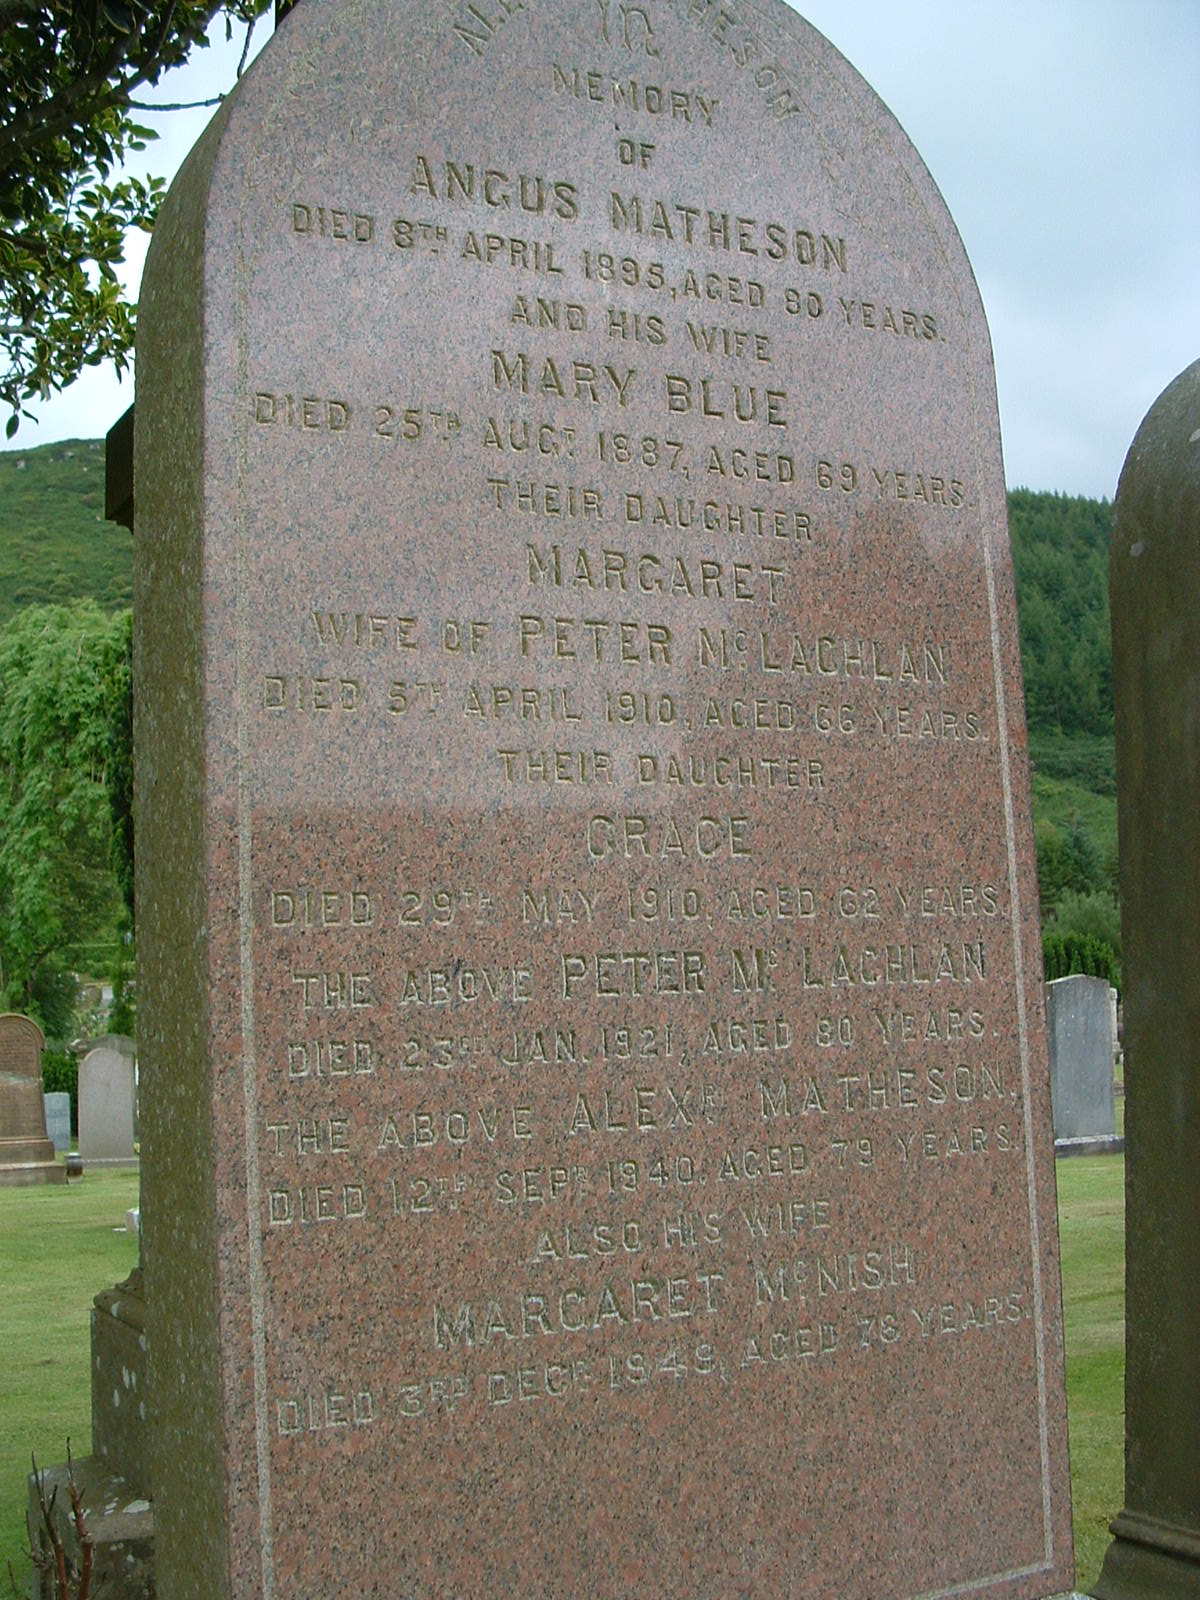 In
MEMORY
OF
ANGUS MATHESON
DIED 8TH APRIL 1895, AGED 80 YEARS.
AND HIS WIFE
MARY BLUE
DIED 25TH AUGT. 1887, AGED 69 YEARS.
THEIR DAUGHTER
MARGARET
WIFE OF PETER MCLACHLAN
DIED 5TH APRIL 1910, AGED 66 YEARS.
THEIR DAUGHTER
GRACE
DIED 29TH MAY 1910, AGED 62 YEARS.
THE ABOVE PETER MCLACHLAN
DIED 23RD JAN. 1921, AGED 80 YEARS.
THE ABOVE ALEXR. MATHESON,
DIED 12TH SEPR. 1940, AGED 79 YEARS.
ALSO HIS WIFE
MARGARET MCNISH
DIED 3RD DECR. 1949, AGED 78 YEARS.